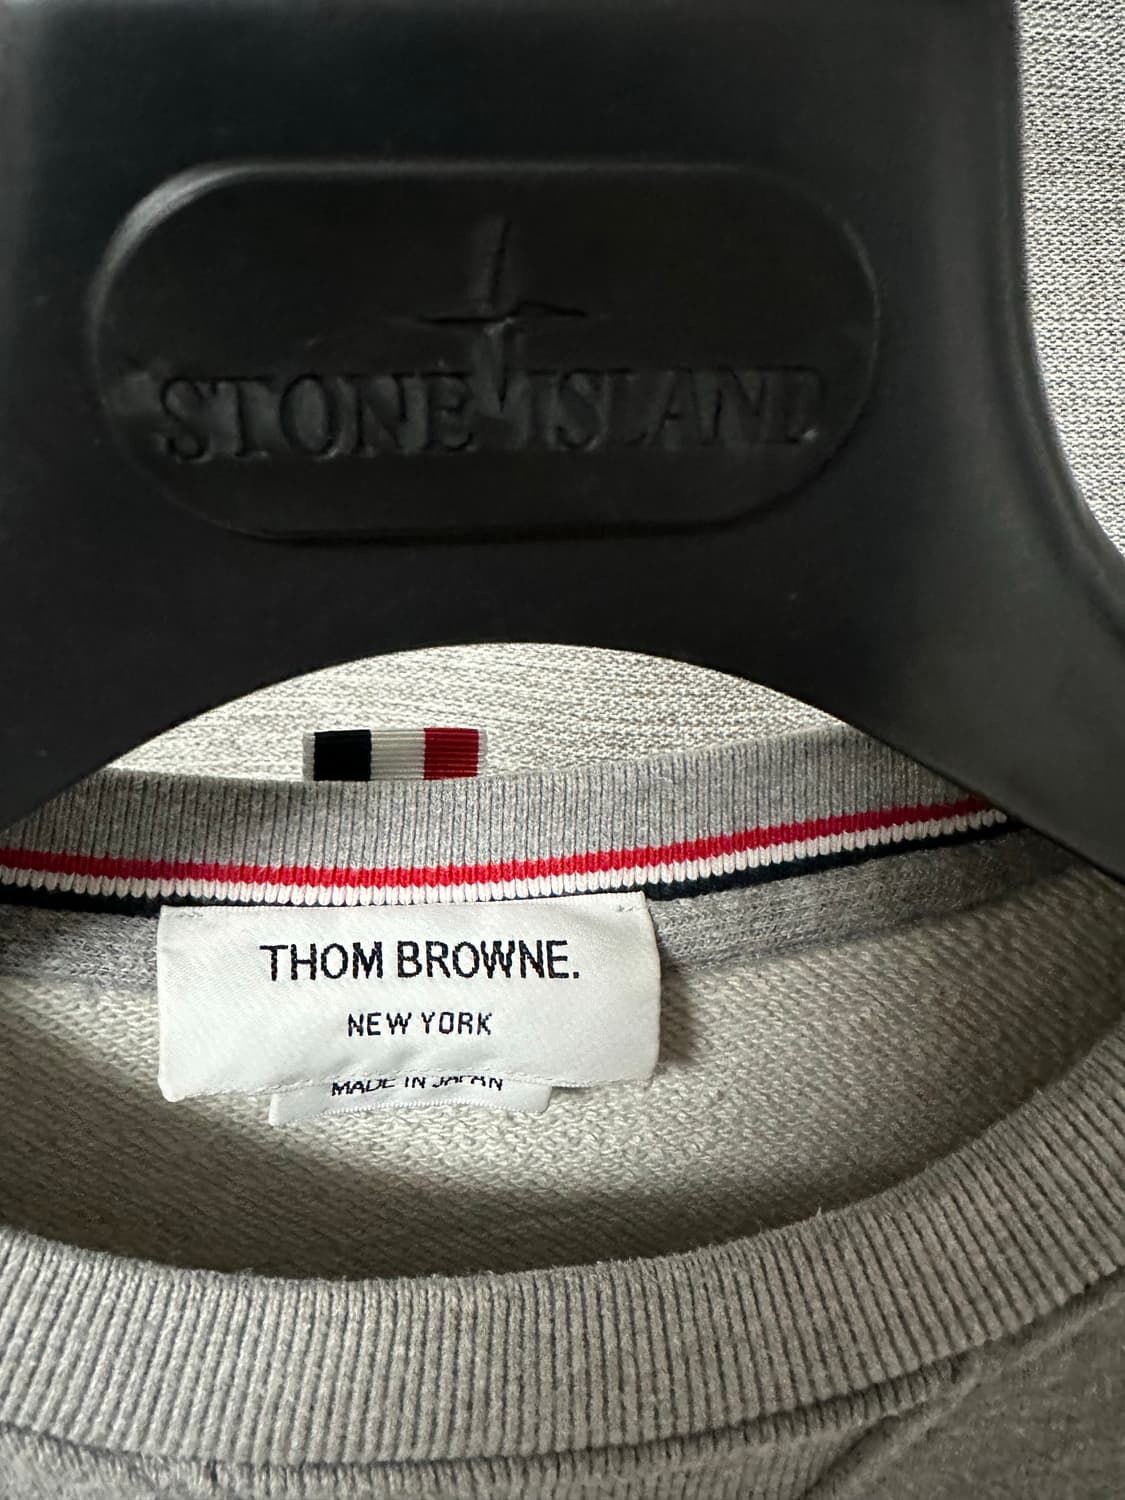 STONE ISLAND
THOM BROWNE.
NEW YORK
MADE IN JAPAN